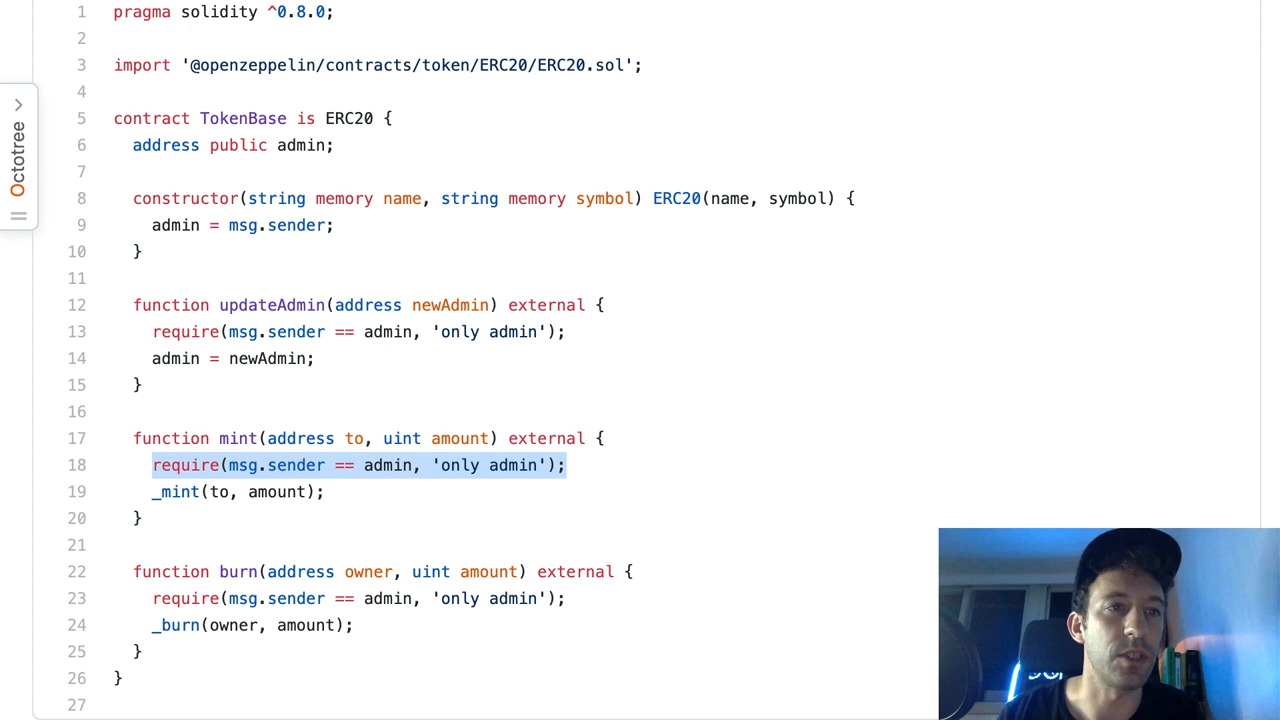 1 pragma solidity ^0.8.0;
2
3 import '@openzeppelin/contracts/token/ERC20/ERC20.sol';
4
5 contract TokenBase is ERC20 {
6 address public admin;
7
8 constructor(string memory name, string memory symbol) ERC20(name, symbol) {
9 admin = msg.sender;
10 }
11
12 function updateAdmin(address newAdmin) external {
13 require(msg.sender == admin, 'only admin');
14 admin = newAdmin;
15 }
16
17 function mint(address to, uint amount) external {
18 require(msg.sender == admin, 'only admin');
19 _mint(to, amount);
20 }
21
22 function burn(address owner, uint amount) external {
23 require(msg.sender == admin, 'only admin');
24 _burn(owner, amount);
25 }
26 }
27
Octotree